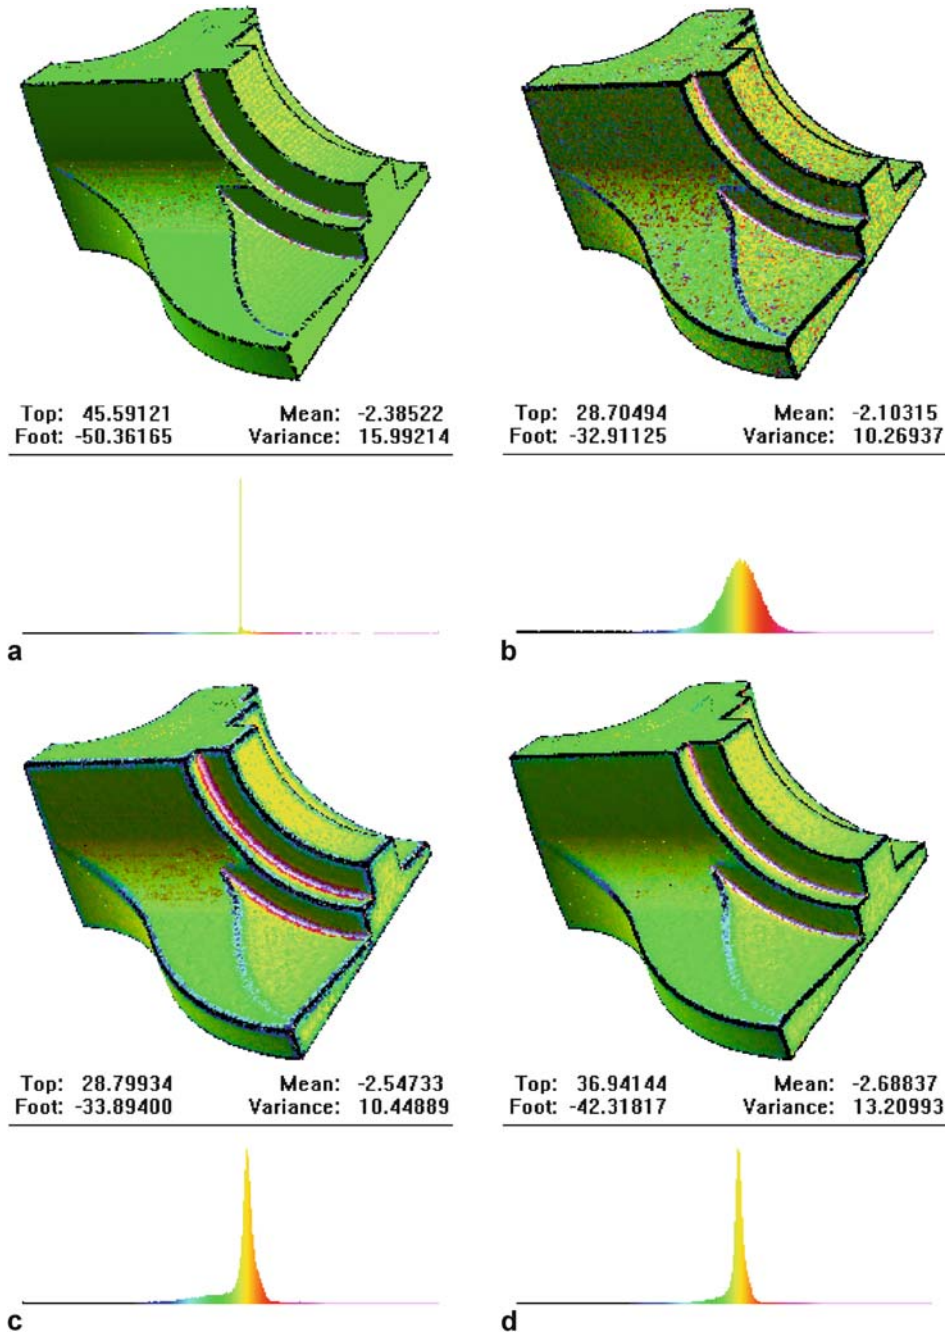 Top: 45.59121 Mean: -2.38522
Foot: -50.36165 Variance: 15.99214
a
Top: 28.70494 Mean: -2.10315
Foot: -32.91125 Variance: 10.26937
b
Top: 28.79934 Mean: -2.54733
Foot: -33.89400 Variance: 10.44889
c
Top: 36.94144 Mean: -2.68837
Foot: -42.31817 Variance: 13.20993
d